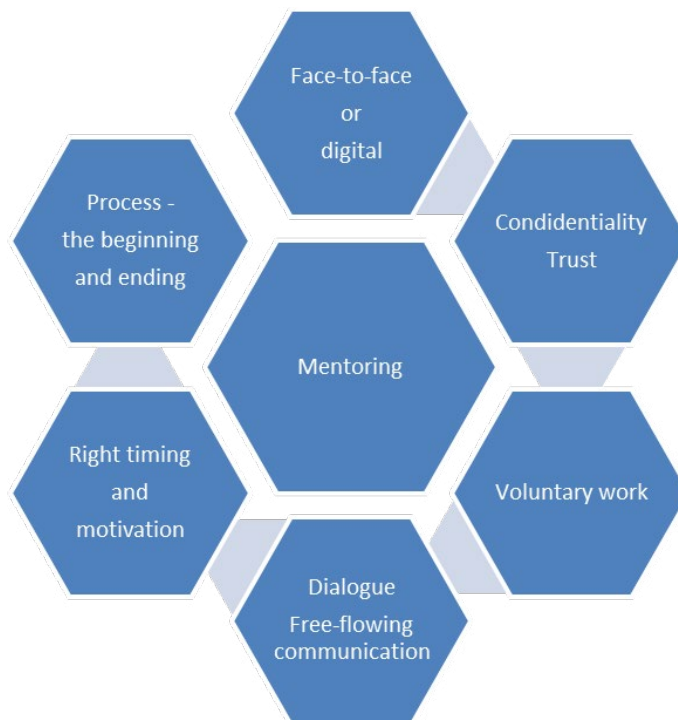 Face-to-face
or
digital
Condidentiality
Trust
Voluntary work
Dialogue
Free-flowing
communication
Right timing
and
motivation
Process -
the beginning
and ending
Mentoring